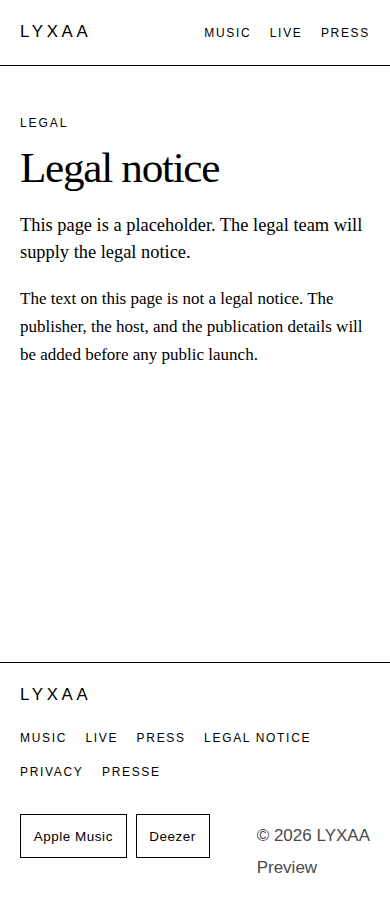 LYXAA
MUSIC LIVE PRESS
LEGAL
Legal notice
This page is a placeholder. The legal team will
supply the legal notice.
The text on this page is not a legal notice. The
publisher, the host, and the publication details will
be added before any public launch.
LYXAA
MUSIC LIVE PRESS LEGAL NOTICE
PRIVACY PRESSE
Apple Music Deezer
© 2026 LYXAA
Preview